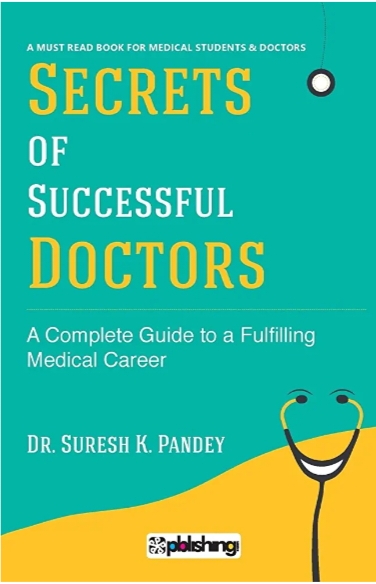 A MUST READ BOOK FOR MEDICAL STUDENTS & DOCTORS
SECRETS
OF
SUCCESSFUL
DOCTORS
A Complete Guide to a Fulfilling
Medical Career
DR. SURESH K. PANDEY